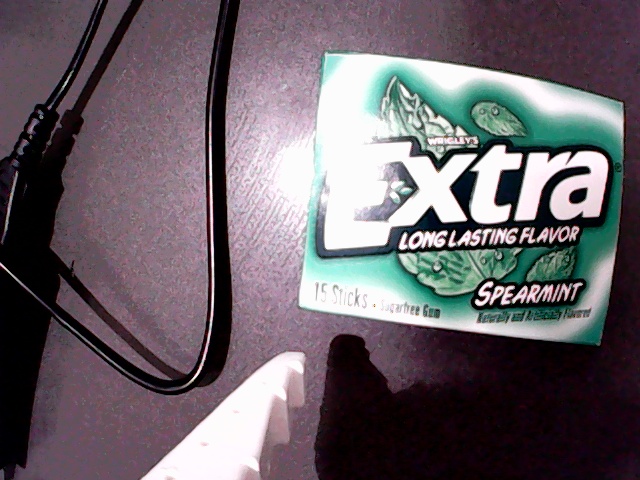 WRIGLEY'S
Extra
LONG LASTING FLAVOR
SPEARMINT
15 Sticks . Sugarfree Gum
Naturally and Artificially Flavored